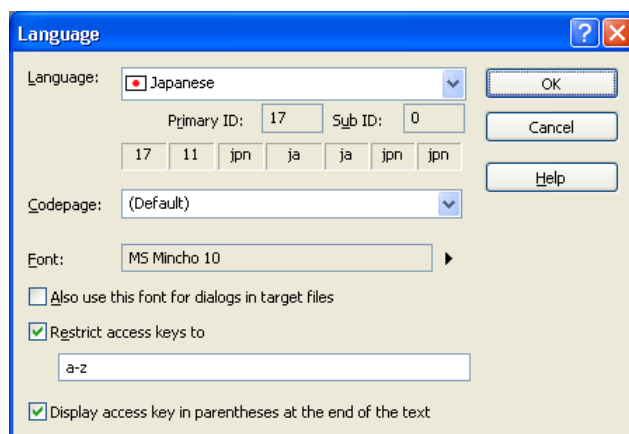 Language
Language: Japanese OK
Primary ID: 17 Sub ID: 0 Cancel
17 11 jpn ja ja jpn jpn
Help
Codepage: (Default)
Font: MS Mincho 10
Also use this font for dialogs in target files
Restrict access keys to
a-z
Display access key in parentheses at the end of the text